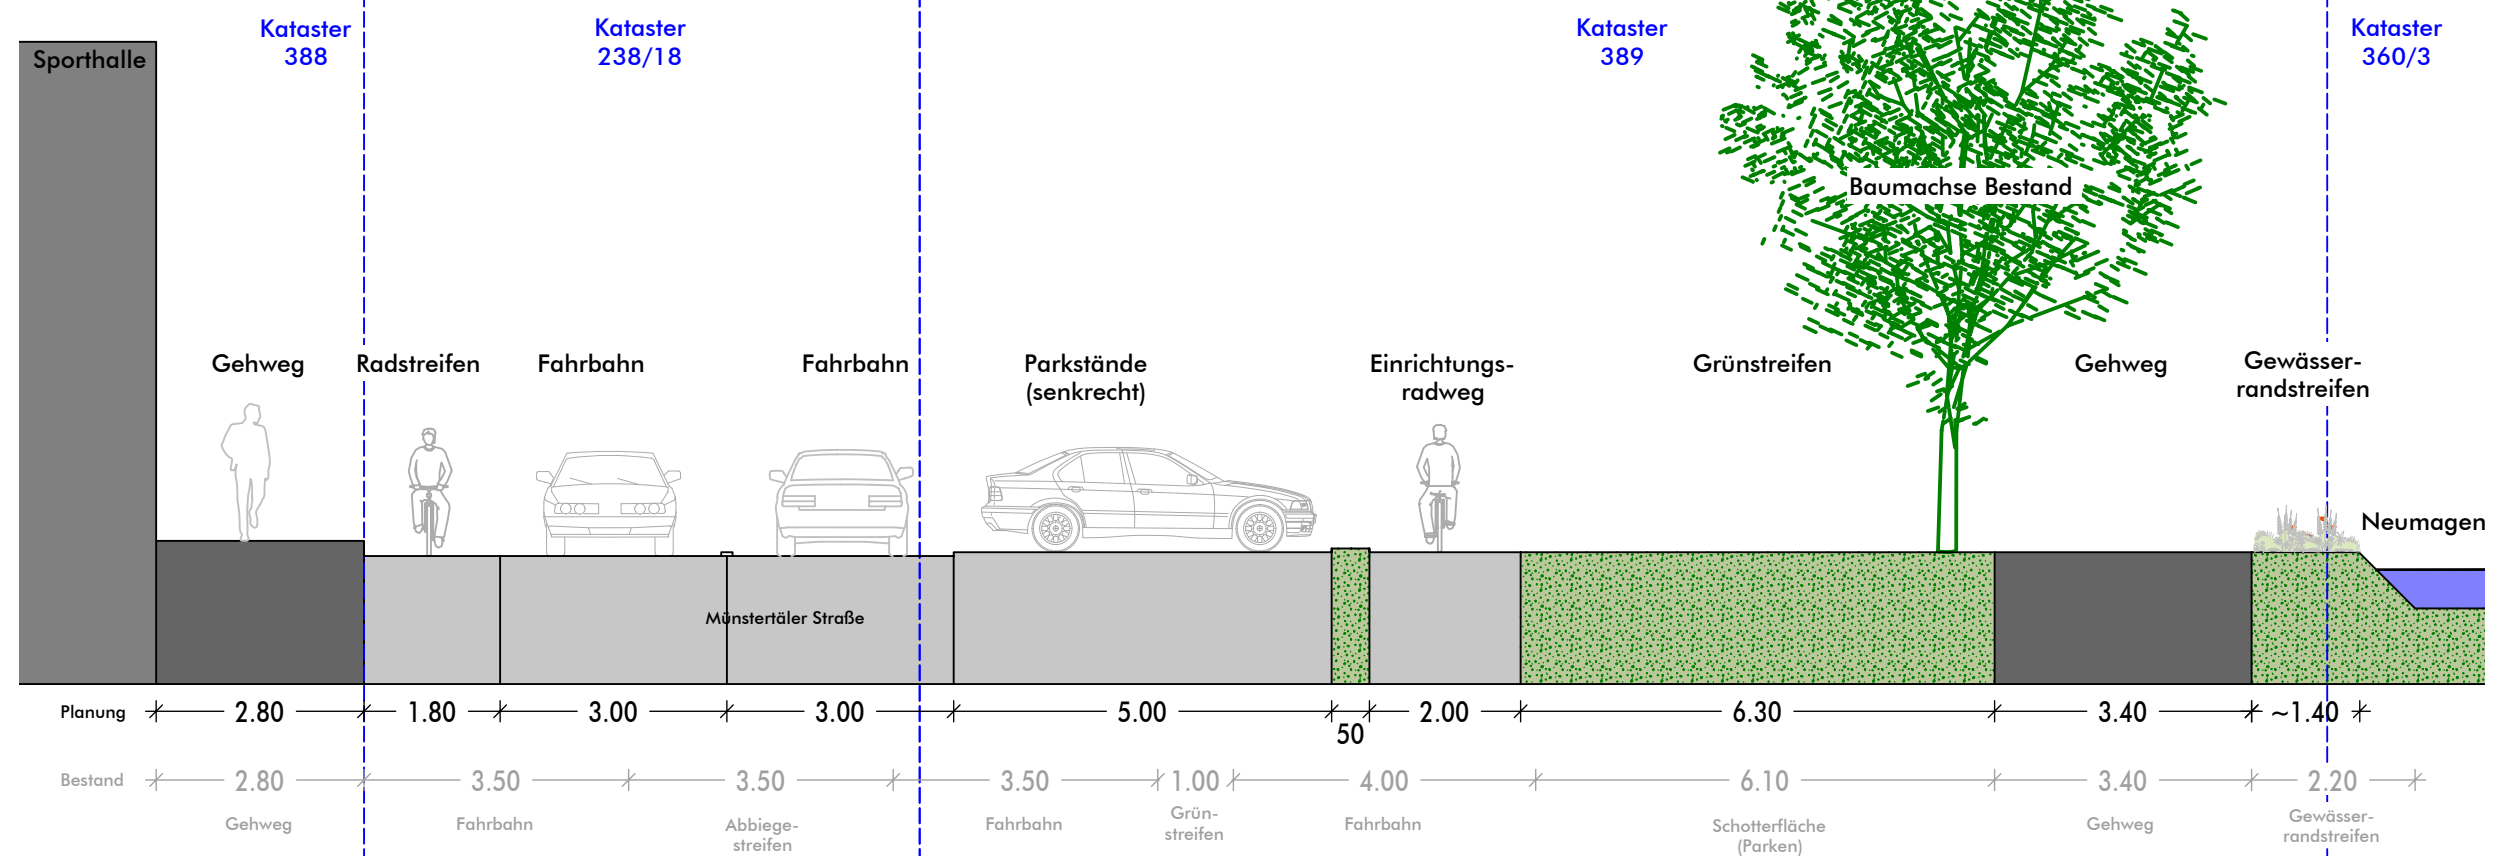 Kataster
388
Kataster
238/18
Kataster
389
Kataster
360/3
Sporthalle
Baumachse Bestand
Gehweg
Radstreifen
Fahrbahn
Fahrbahn
Parkstände
(senkrecht)
Einrichtungs-
radweg
Grünstreifen
Gehweg
Gewässer-
randstreifen
Neumagen
Münstertäler Straße
Planung 2.80 1.80 3.00 3.00 5.00 50 2.00 6.30 3.40 ~1.40
Bestand 2.80 3.50 3.50 3.50 1.00 4.00 6.10 3.40 2.20
Gehweg
Fahrbahn
Abbiege-
streifen
Fahrbahn
Grün-
streifen
Fahrbahn
Schotterfläche
(Parken)
Gehweg
Gewässer-
randstreifen